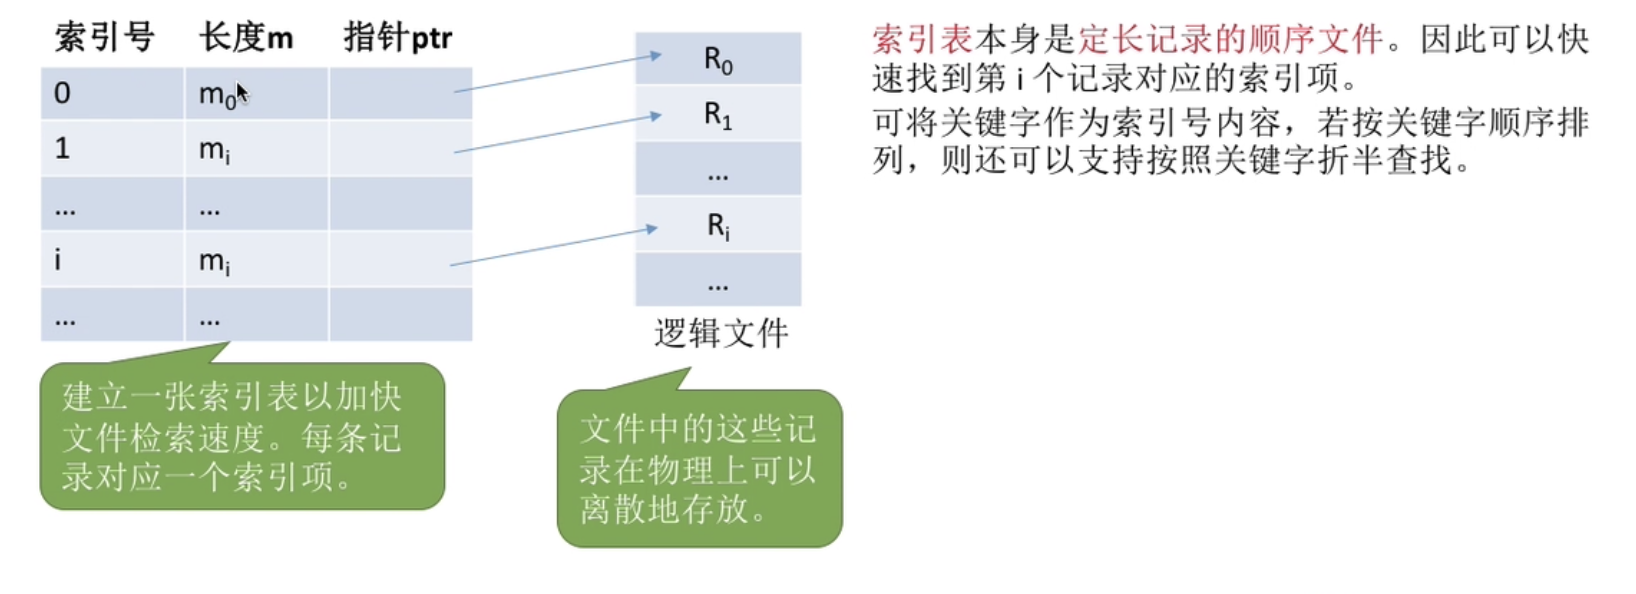 索引号 长度m 指针ptr
0 m0
1 mi
... ...
i mi
... ...
R0
R1
...
Ri
...
逻辑文件
建立一张索引表以加快
文件检索速度。每条记
录对应一个索引项。
文件中的这些记
录在物理上可以
离散地存放。
索引表本身是定长记录的顺序文件。因此可以快
速找到第 i 个记录对应的索引项。
可将关键字作为索引号内容，若按关键字顺序排
列，则还可以支持按照关键字折半查找。